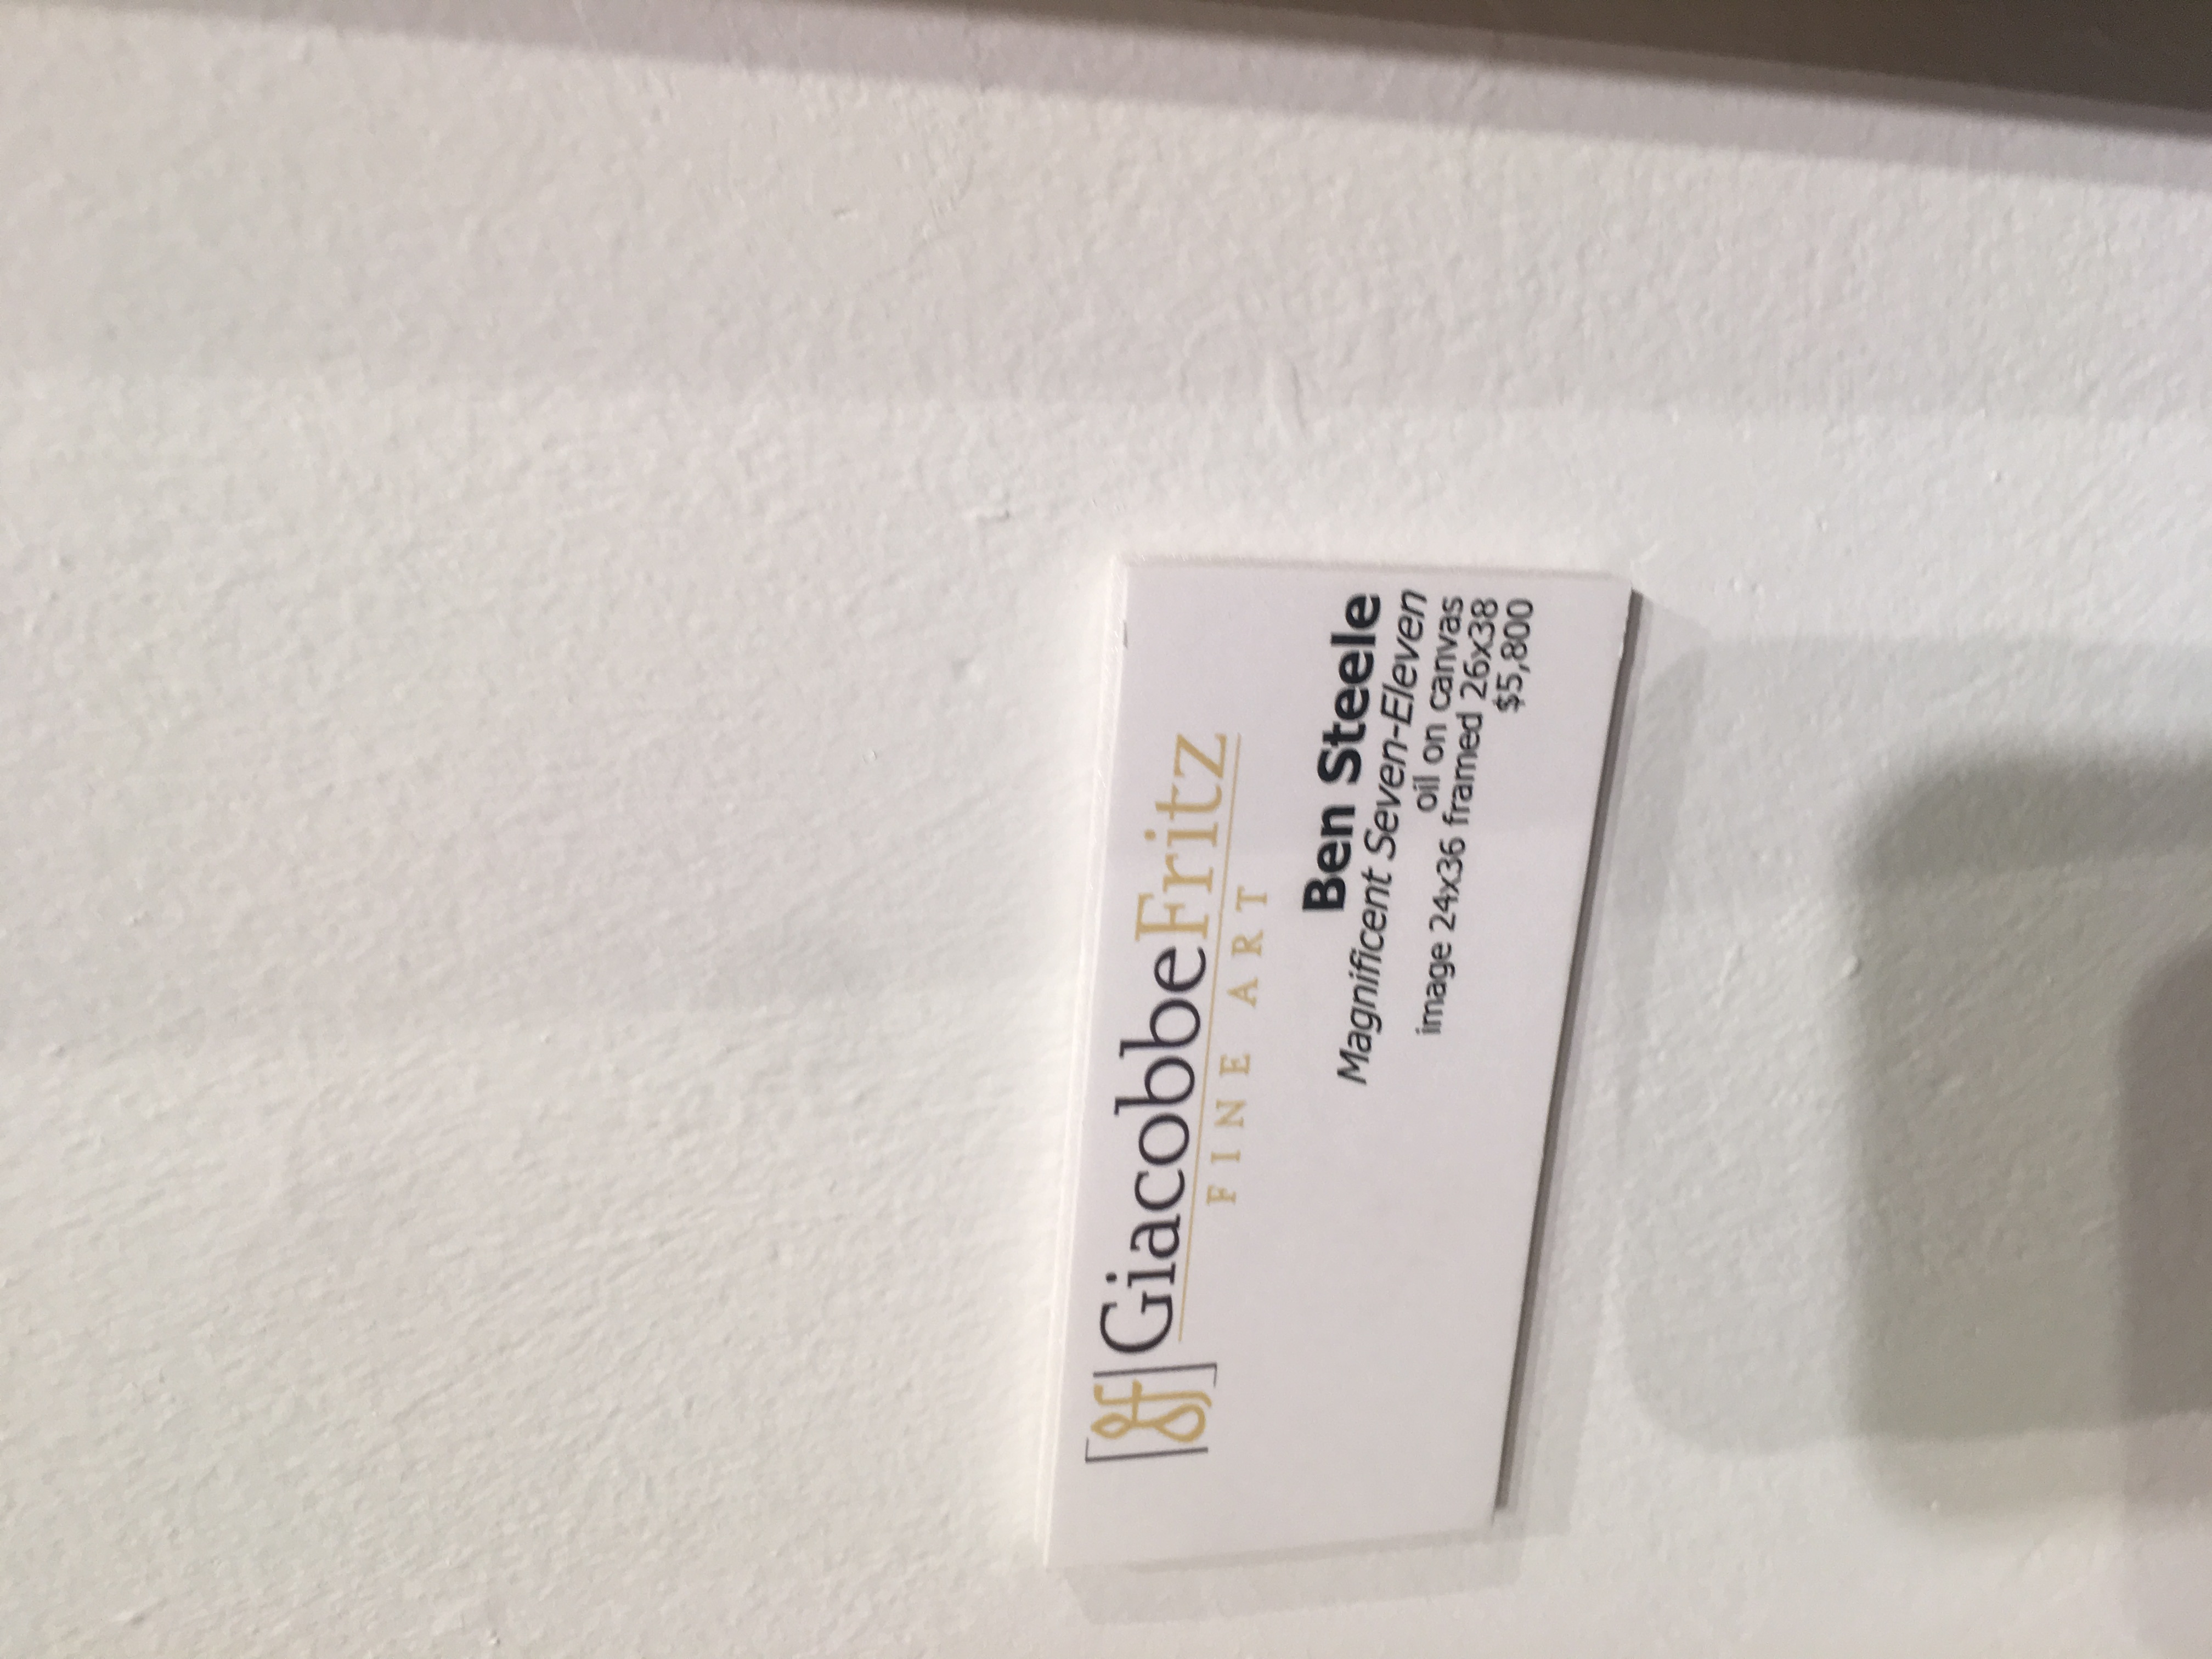 GiacobbeFritz
FINE ART
Ben Steele
Magnificent Seven-Eleven
oil on canvas
image 24x36 framed 26x38
$5,800